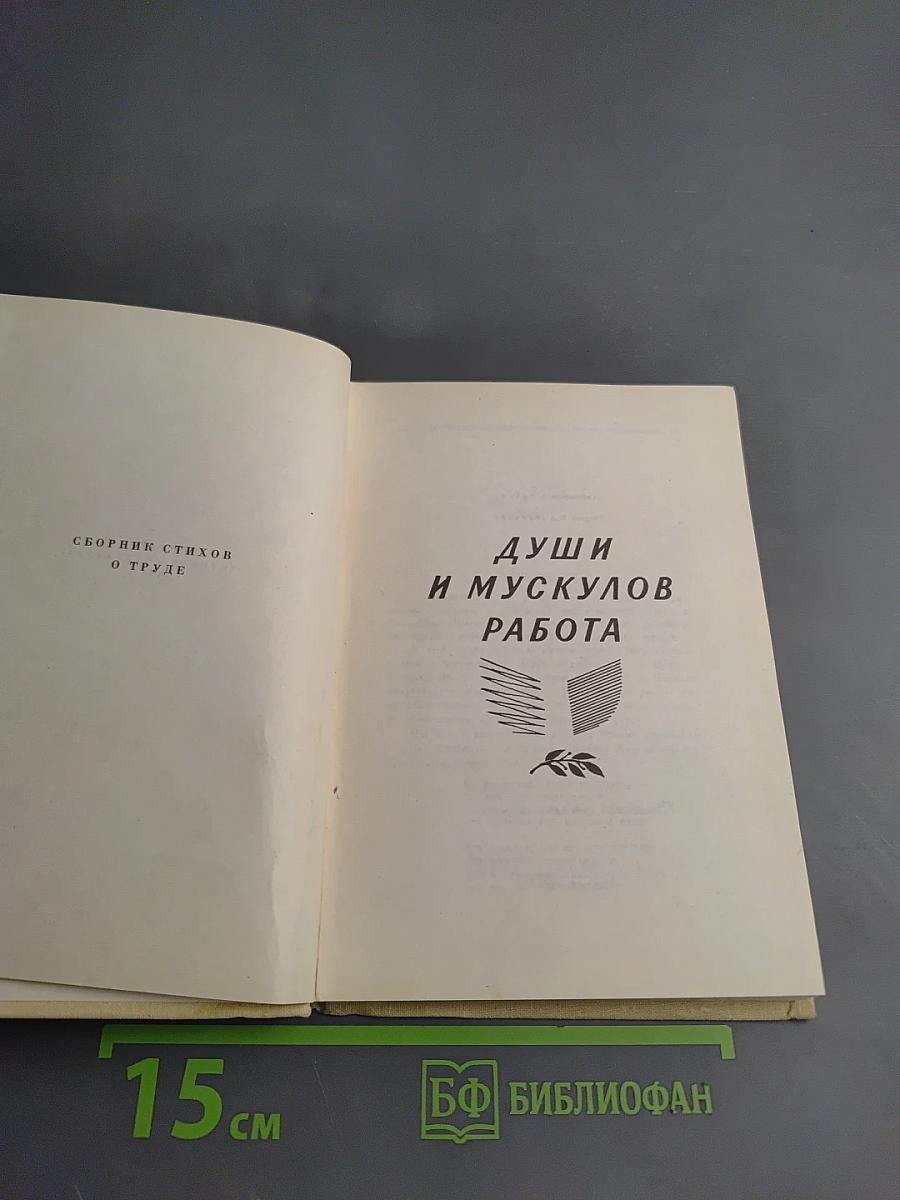 СБОРНИК СТИХОВ
О ТРУДЕ
ДУШИ
И МУСКУЛОВ
РАБОТА
15 СМ
БФ БИБЛИОФАН